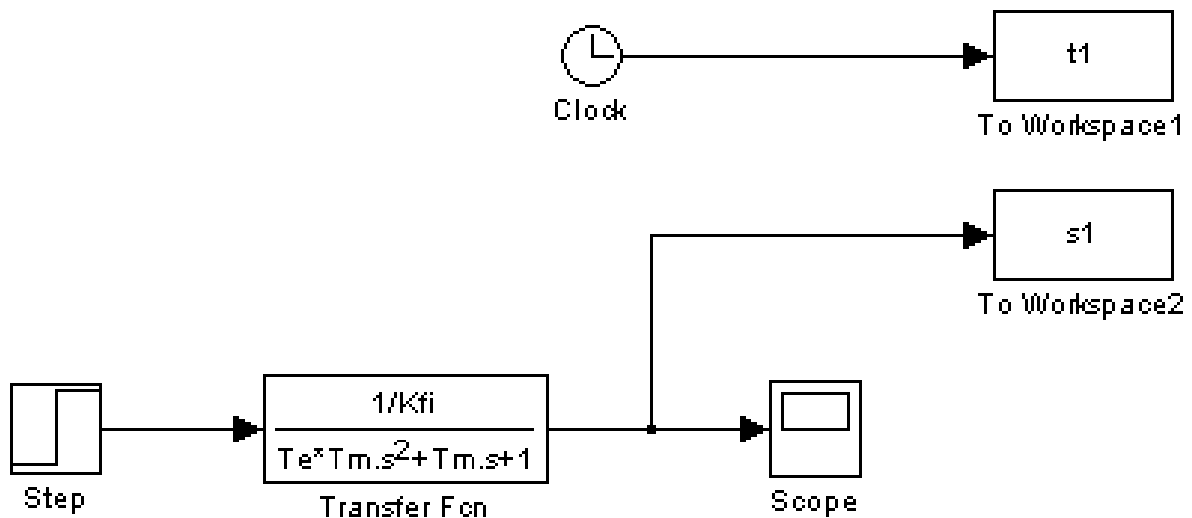 t1
Clock
To Workspace1
s1
To Workspace2
1/Kfi
Te*Tm.s²+Tm.s+1
Step
Transfer Fcn
Scope